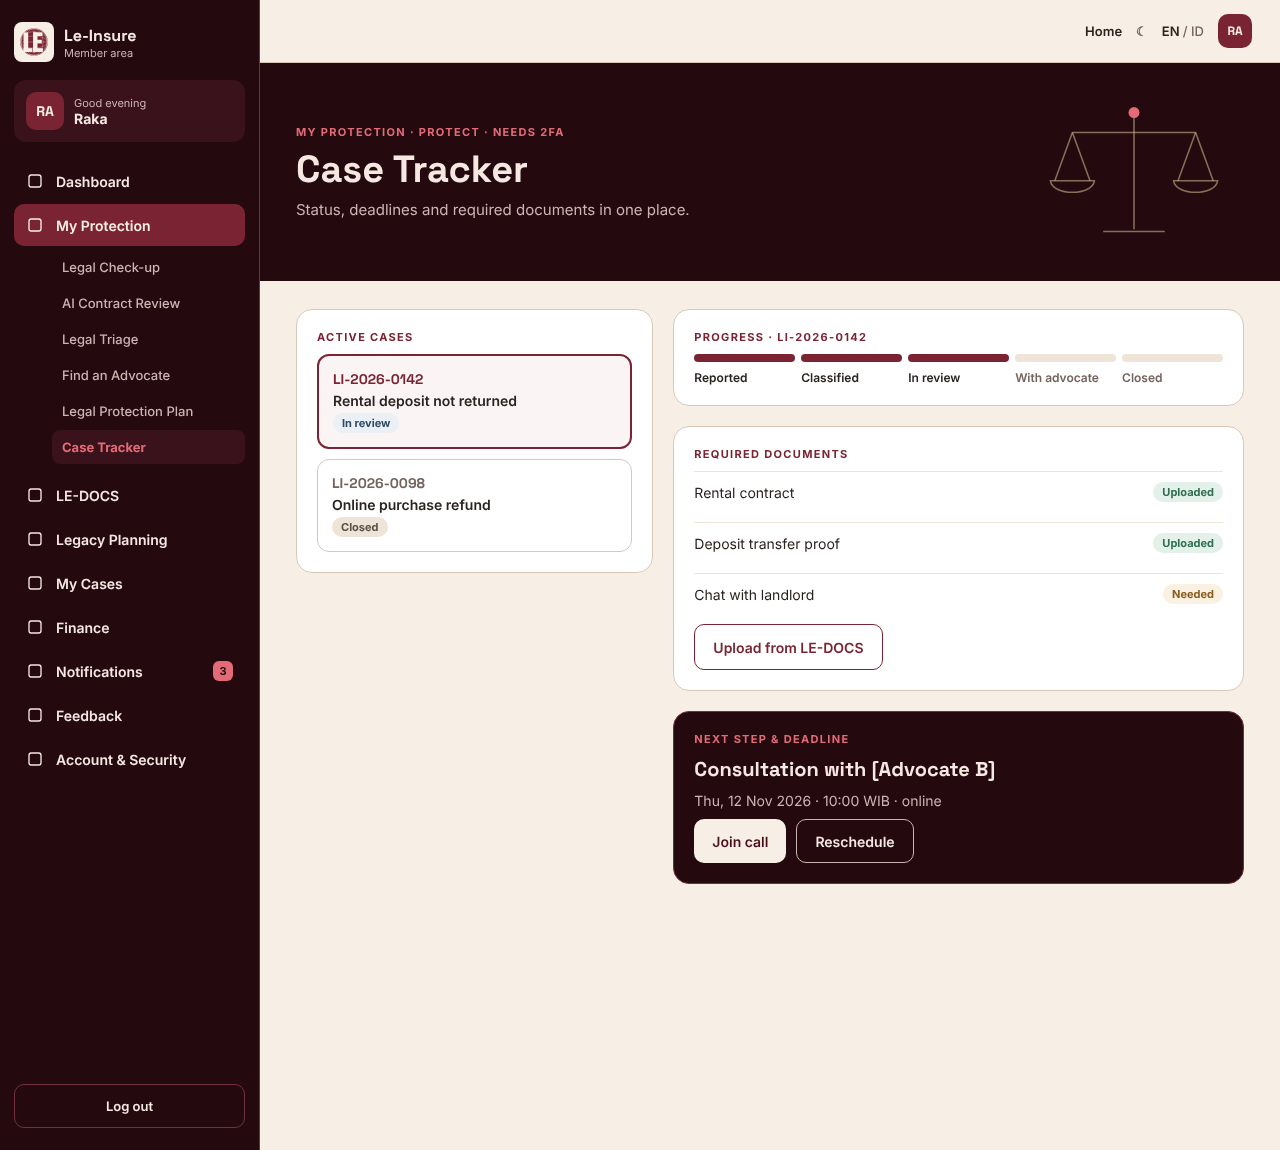 LE
Le-Insure
Member area
RA
Good evening
Raka
Dashboard
My Protection
Legal Check-up
AI Contract Review
Legal Triage
Find an Advocate
Legal Protection Plan
Case Tracker
LE-DOCS
Legacy Planning
My Cases
Finance
Notifications 3
Feedback
Account & Security
Log out
Home ☾ EN / ID RA
MY PROTECTION · PROTECT · NEEDS 2FA
Case Tracker
Status, deadlines and required documents in one place.
ACTIVE CASES
LI-2026-0142
Rental deposit not returned
In review
LI-2026-0098
Online purchase refund
Closed
PROGRESS · LI-2026-0142
Reported Classified In review With advocate Closed
REQUIRED DOCUMENTS
Rental contract Uploaded
Deposit transfer proof Uploaded
Chat with landlord Needed
Upload from LE-DOCS
NEXT STEP & DEADLINE
Consultation with [Advocate B]
Thu, 12 Nov 2026 · 10:00 WIB · online
Join call Reschedule